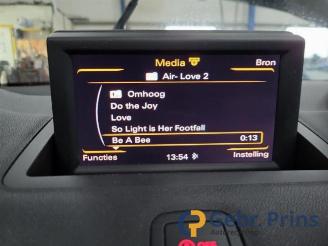 Media
Bron
Air- Love 2
Omhoog
Do the Joy
Love
So Light is Her Footfall
Be A Bee 0:13
Functies
13:54
Instelling
Gebr. Prins